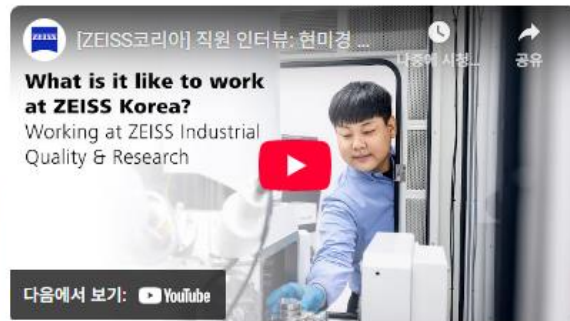 ZEISS
[ZEISS코리아] 직원 인터뷰: 현미경 ...
나중에 시청...
공유
What is it like to work
at ZEISS Korea?
Working at ZEISS Industrial
Quality & Research
다음에서 보기: YouTube